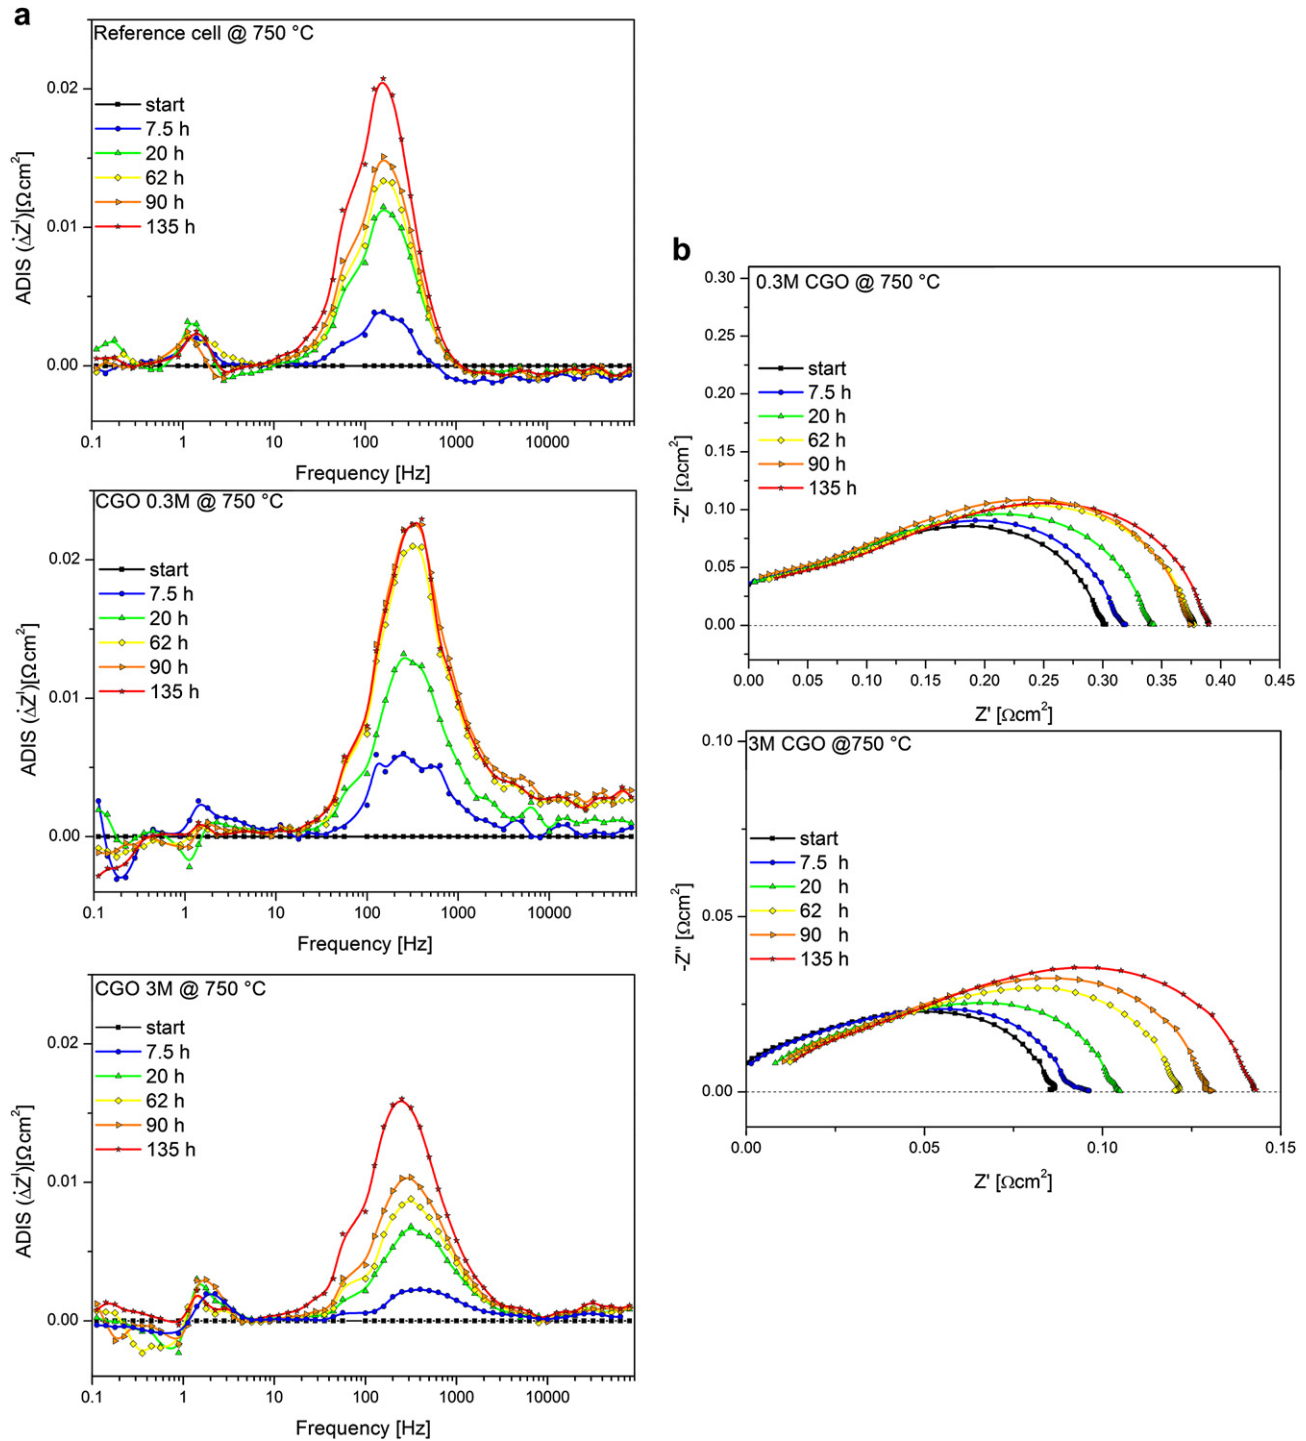 a
Reference cell @ 750 °C
start
7.5 h
20 h
62 h
90 h
135 h
ADIS (ΔŻ')[Ωcm²]
0.02
0.01
0.00
0.1 1 10 100 1000 10000
Frequency [Hz]
CGO 0.3M @ 750 °C
start
7.5 h
20 h
62 h
90 h
135 h
ADIS (ΔŻ')[Ωcm²]
0.02
0.01
0.00
0.1 1 10 100 1000 10000
Frequency [Hz]
CGO 3M @ 750 °C
start
7.5 h
20 h
62 h
90 h
135 h
ADIS (ΔŻ')[Ωcm²]
0.02
0.01
0.00
0.1 1 10 100 1000 10000
Frequency [Hz]
b
0.3M CGO @ 750 °C
start
7.5 h
20 h
62 h
90 h
135 h
-Z" [Ωcm²]
0.30
0.25
0.20
0.15
0.10
0.05
0.00
0.00 0.05 0.10 0.15 0.20 0.25 0.30 0.35 0.40 0.45
Z' [Ωcm²]
3M CGO @750 °C
start
7.5 h
20 h
62 h
90 h
135 h
-Z" [Ωcm²]
0.10
0.05
0.00
0.00 0.05 0.10 0.15
Z' [Ωcm²]